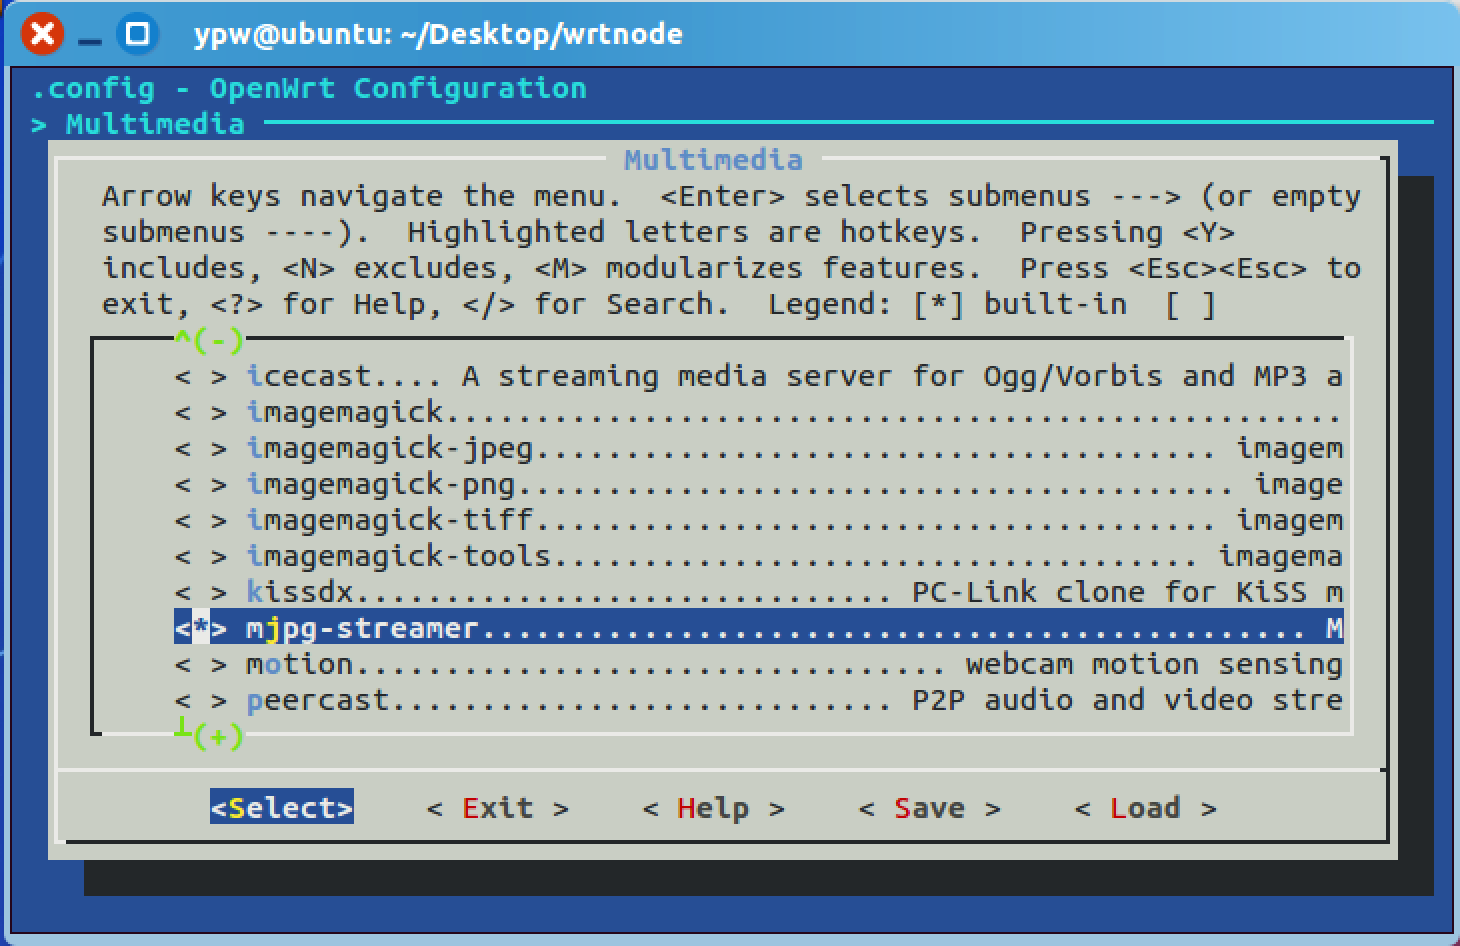 ypw@ubuntu: ~/Desktop/wrtnode
.config - OpenWrt Configuration
> Multimedia
Multimedia
Arrow keys navigate the menu.  <Enter> selects submenus ---> (or empty
submenus ----).  Highlighted letters are hotkeys.  Pressing <Y>
includes, <N> excludes, <M> modularizes features.  Press <Esc><Esc> to
exit, <?> for Help, </> for Search.  Legend: [*] built-in  [ ]
^(-)
< > icecast.... A streaming media server for Ogg/Vorbis and MP3 a
< > imagemagick..................................................
< > imagemagick-jpeg...................................... imagem
< > imagemagick-png........................................ image
< > imagemagick-tiff...................................... imagem
< > imagemagick-tools.................................... imagema
< > kissdx.............................. PC-Link clone for KiSS m
<*> mjpg-streamer.............................................. M
< > motion................................. webcam motion sensing
< > peercast............................ P2P audio and video stre
┴(+)
<Select>    < Exit >    < Help >    < Save >    < Load >